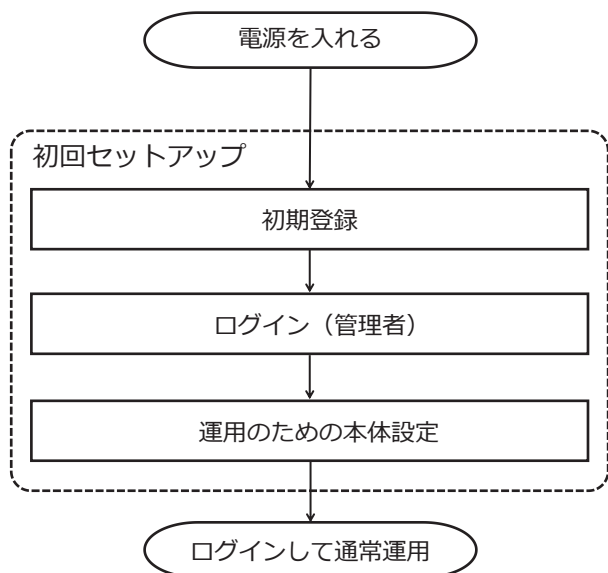 電源を入れる
初回セットアップ
初期登録
ログイン（管理者）
運用のための本体設定
ログインして通常運用